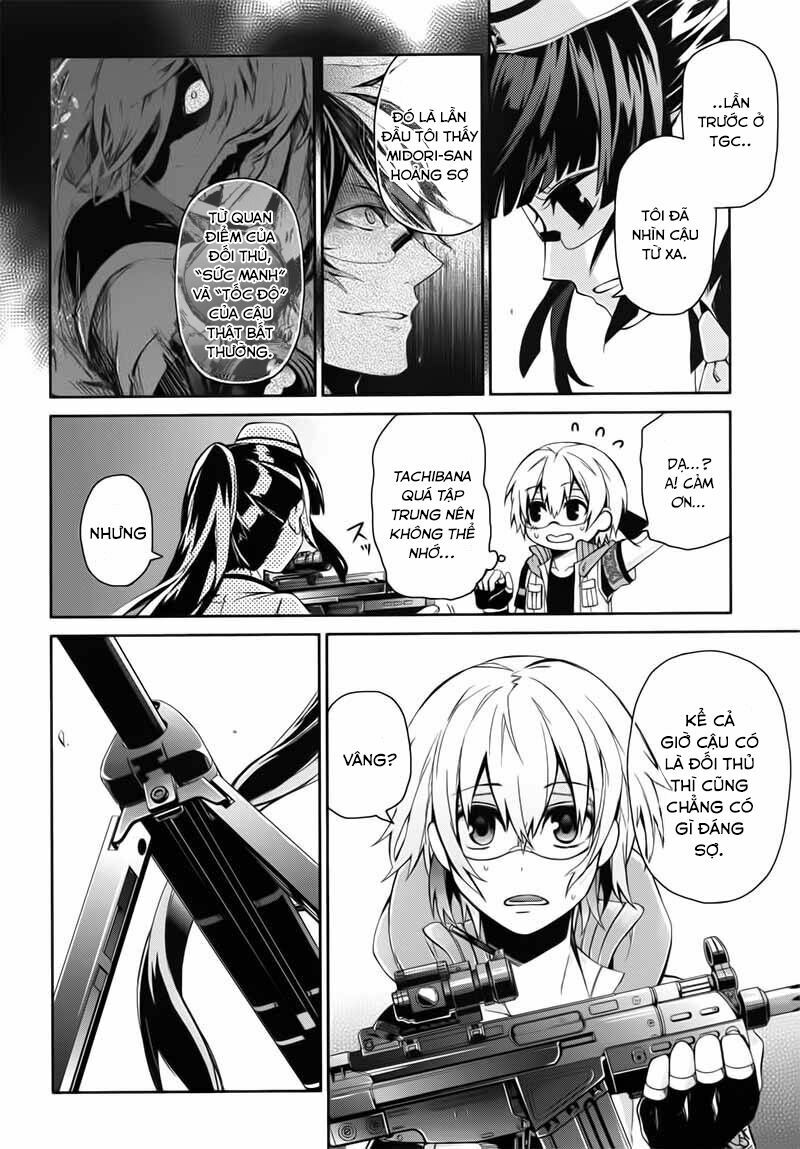 ..LẦN
TRƯỚC Ở
TGC..
TÔI ĐÃ
NHÌN CẬU
TỪ XA.
ĐÓ LÀ LẦN
ĐẦU TÔI THẤY
MIDORI-SAN
HOẢNG SỢ
TỪ QUAN
ĐIỂM CỦA
ĐỐI THỦ,
"SỨC MẠNH"
VÀ "TỐC ĐỘ"
CỦA CẬU
THẬT BẤT
THƯỜNG.
DẠ...?
A! CẢM
ƠN...
TACHIBANA
QUÁ TẬP
TRUNG NÊN
KHÔNG THỂ
NHỚ...
スッ
NHƯNG
KỂ CẢ
GIỜ CẬU CÓ
LÀ ĐỐI THỦ
THÌ CŨNG
CHẲNG CÓ
GÌ ĐÁNG
SỢ.
VÂNG?